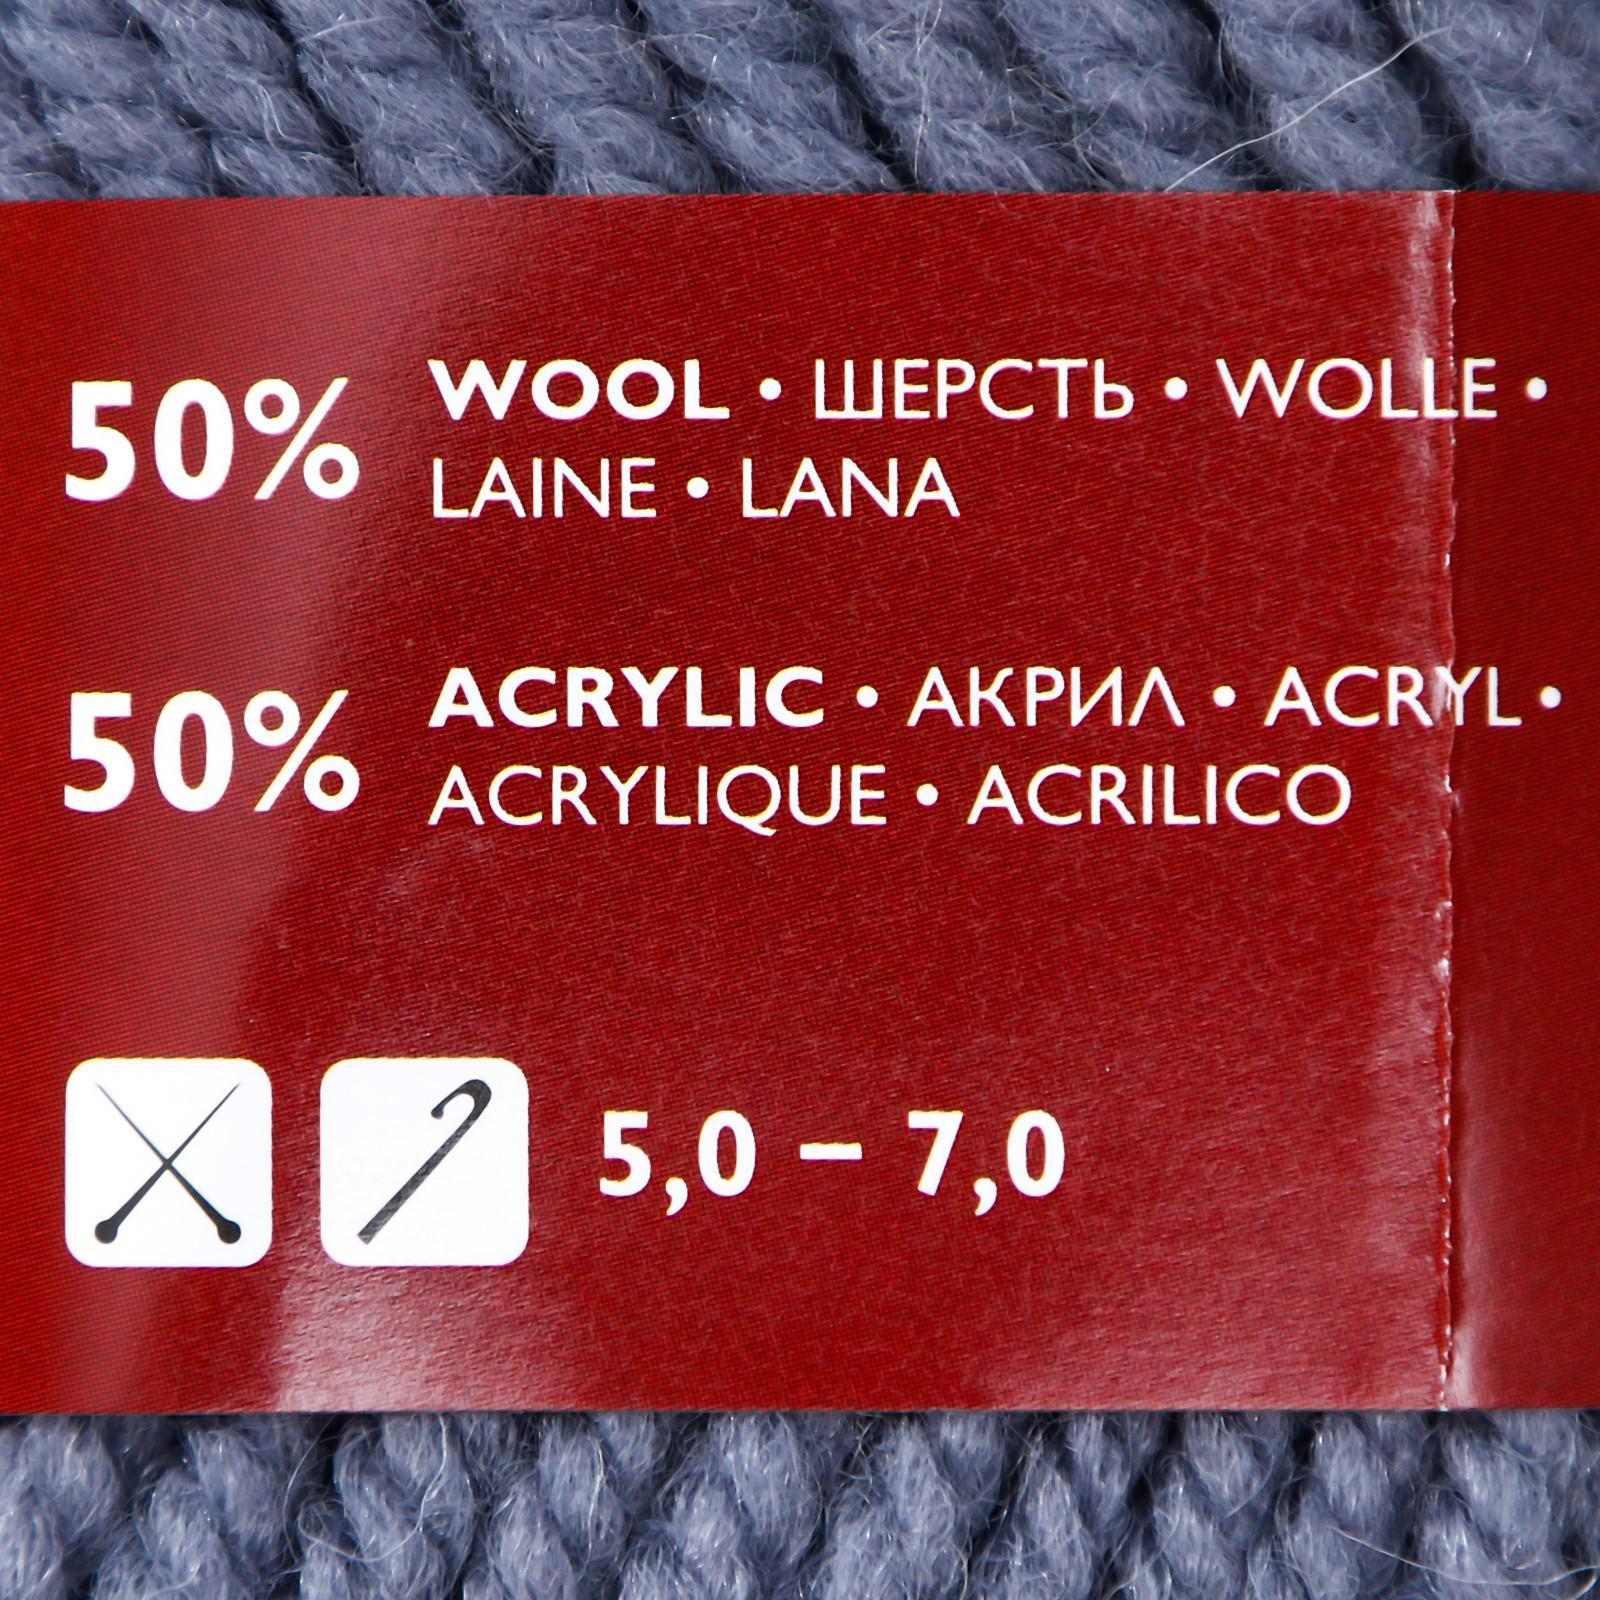 50% WOOL • ШЕРСТЬ • WOLLE •
LAINE • LANA
50% ACRYLIC • АКРИЛ • ACRYL •
ACRYLIQUE • ACRILICO
5,0 – 7,0